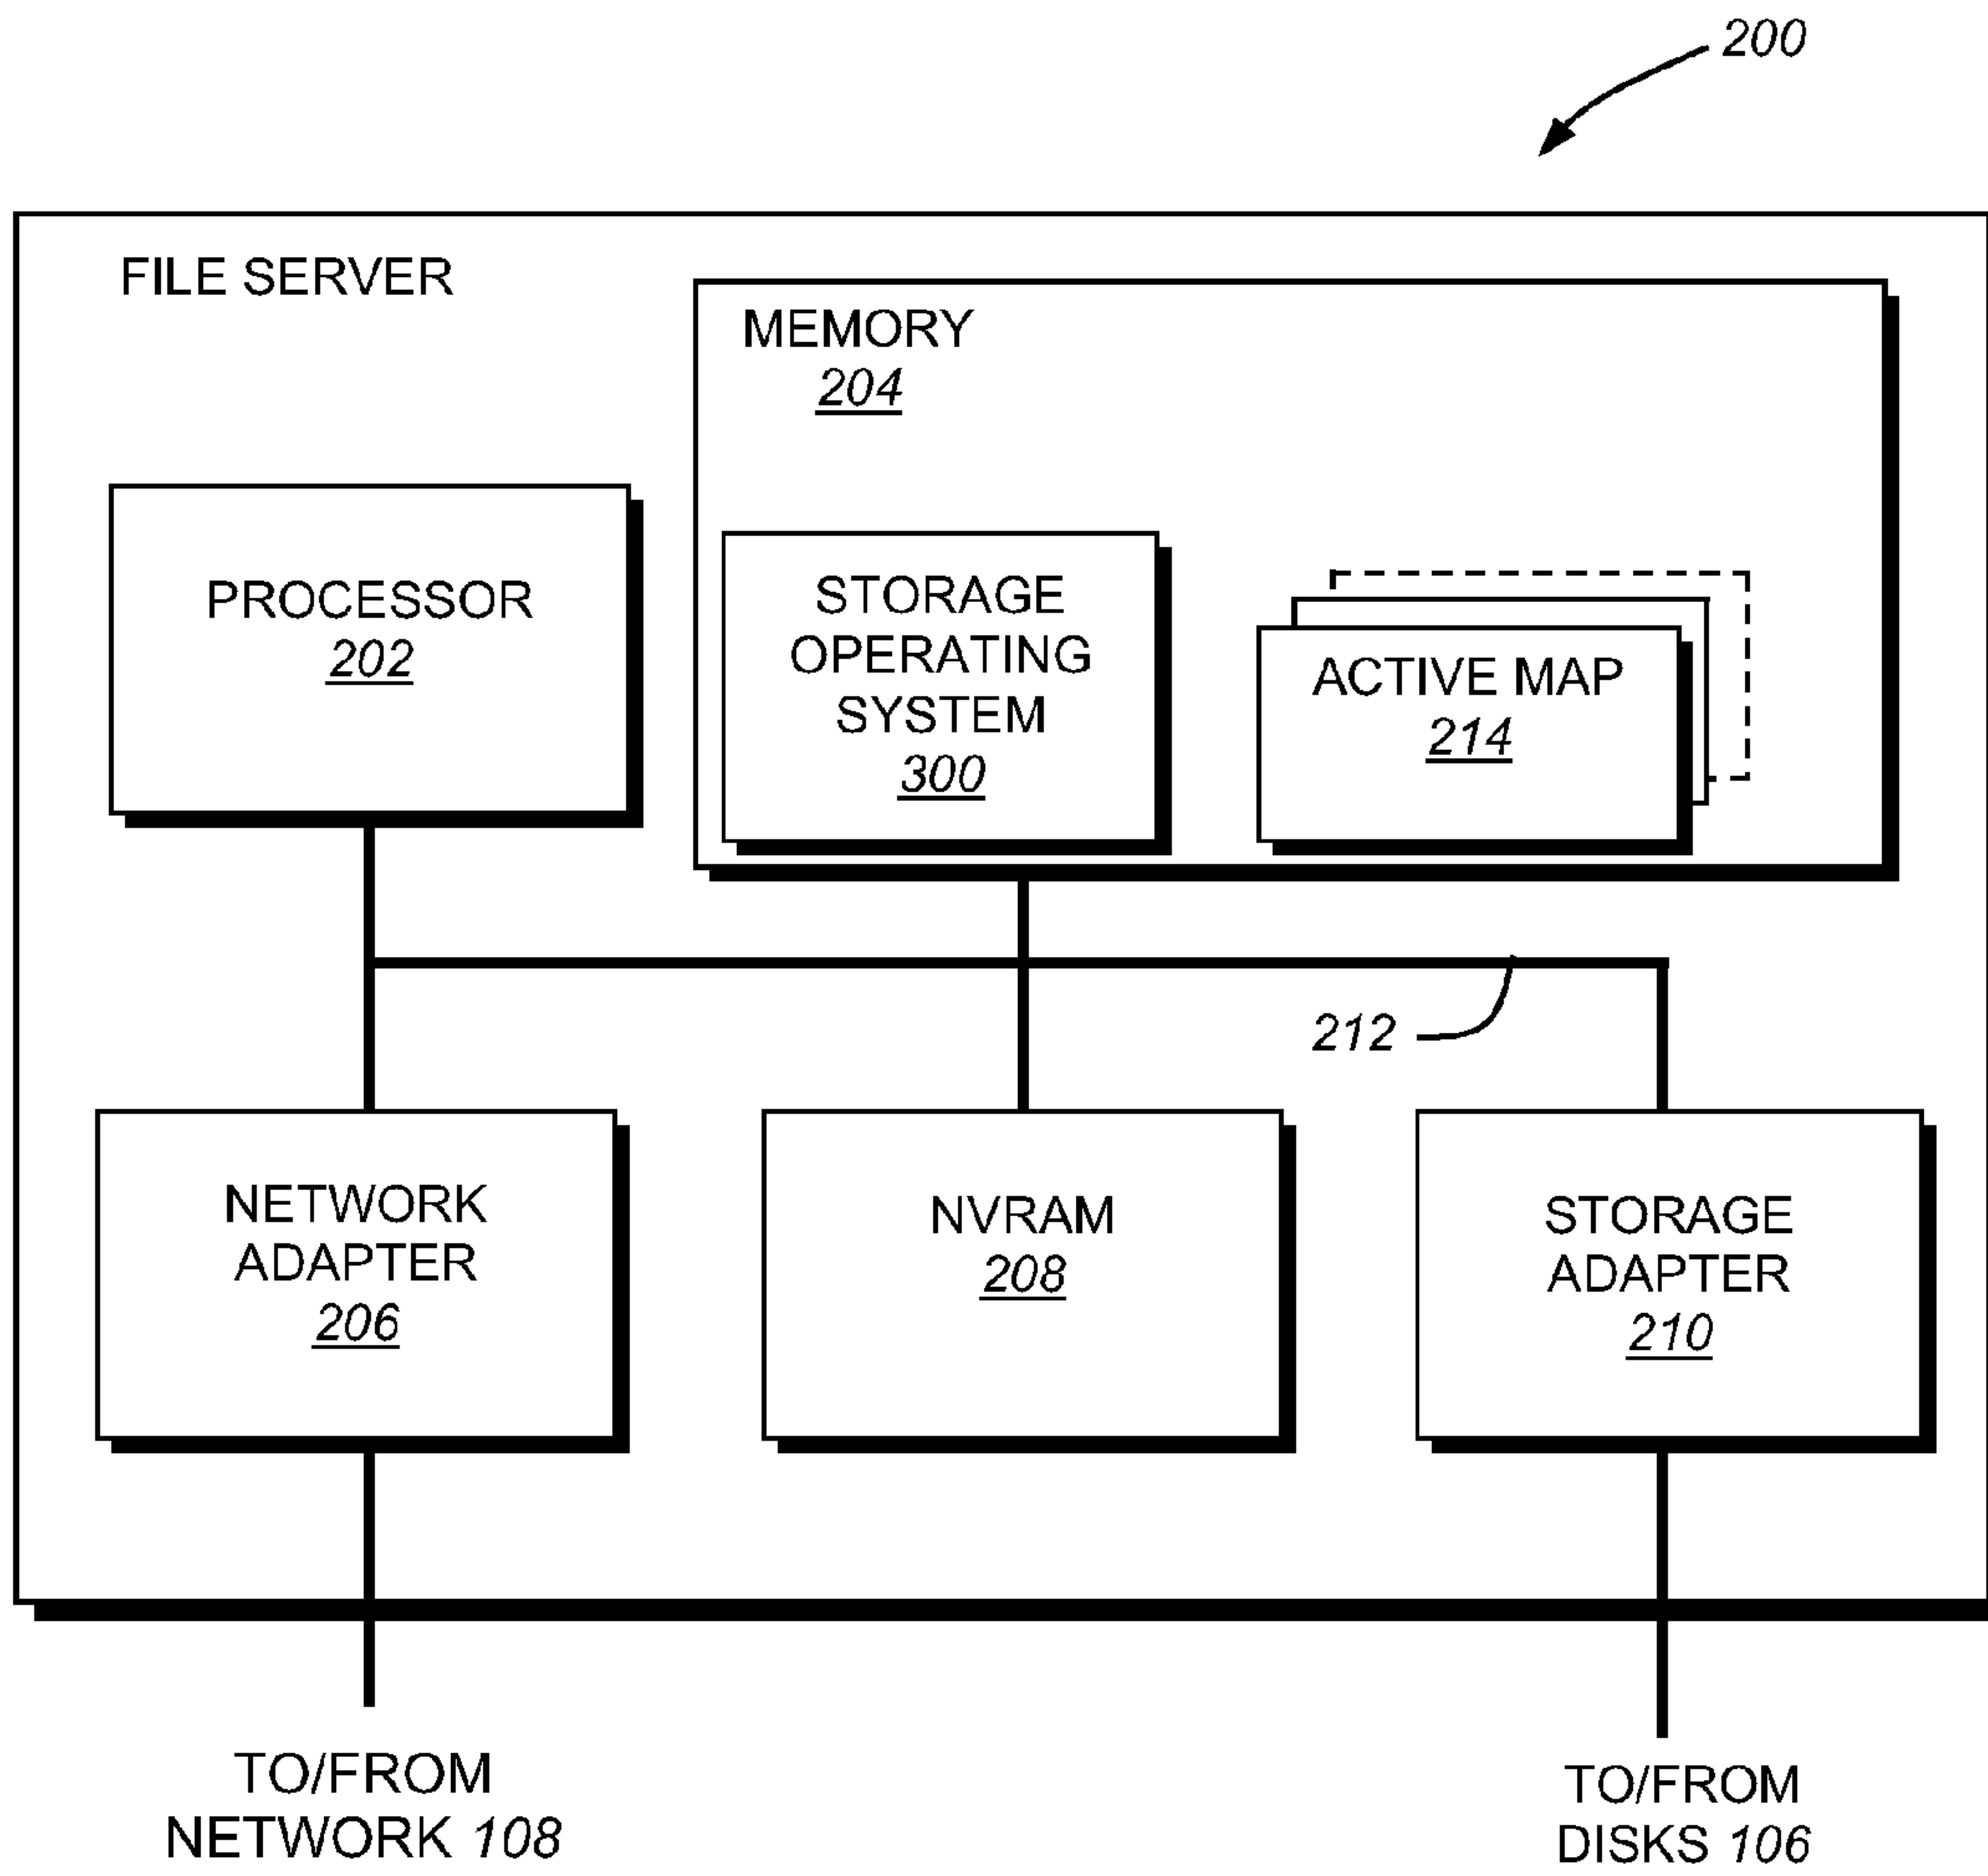 200
FILE SERVER
MEMORY
204
PROCESSOR
202
STORAGE
OPERATING
SYSTEM
300
ACTIVE MAP
214
212
NETWORK
ADAPTER
206
NVRAM
208
STORAGE
ADAPTER
210
TO/FROM
NETWORK 108
TO/FROM
DISKS 106